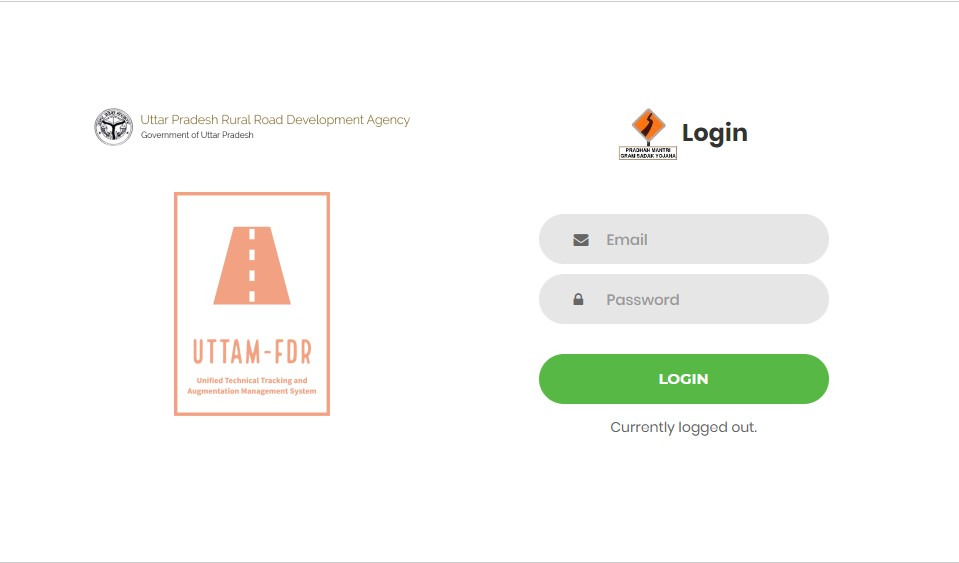 Uttar Pradesh Rural Road Development Agency
Government of Uttar Pradesh
UTTAM-FDR
Unified Technical Tracking and
Augmentation Management System
PRADHAN MANTRI
GRAM SADAK YOJANA
Login
Email
Password
LOGIN
Currently logged out.